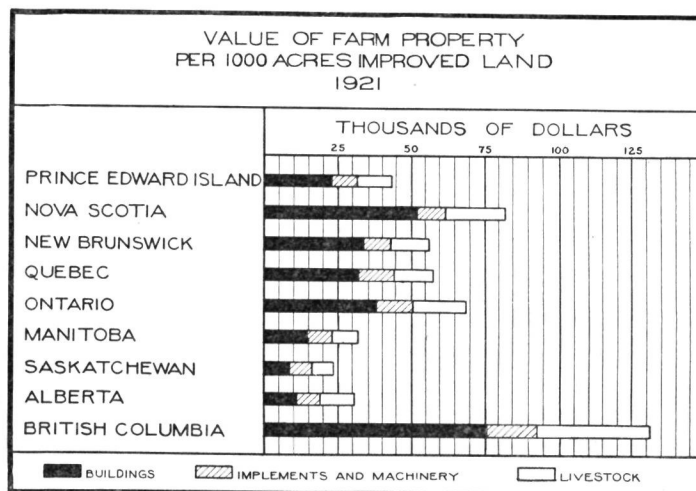 VALUE OF FARM PROPERTY
PER 1000 ACRES IMPROVED LAND
1921
THOUSANDS OF DOLLARS
25 50 75 100 125
PRINCE EDWARD ISLAND
NOVA SCOTIA
NEW BRUNSWICK
QUEBEC
ONTARIO
MANITOBA
SASKATCHEWAN
ALBERTA
BRITISH COLUMBIA
BUILDINGS IMPLEMENTS AND MACHINERY LIVESTOCK